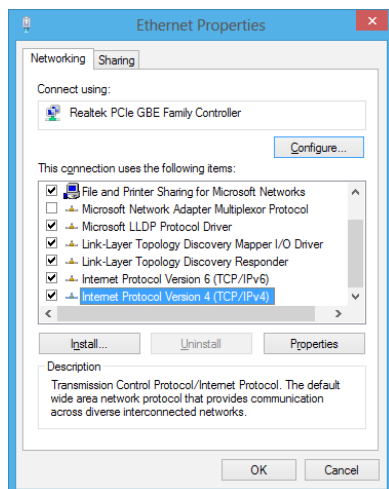 Ethernet Properties
Networking
Sharing
Connect using:
Realtek PCIe GBE Family Controller
Configure...
This connection uses the following items:
File and Printer Sharing for Microsoft Networks
Microsoft Network Adapter Multiplexor Protocol
Microsoft LLDP Protocol Driver
Link-Layer Topology Discovery Mapper I/O Driver
Link-Layer Topology Discovery Responder
Internet Protocol Version 6 (TCP/IPv6)
Internet Protocol Version 4 (TCP/IPv4)
Install...
Uninstall
Properties
Description
Transmission Control Protocol/Internet Protocol. The default
wide area network protocol that provides communication
across diverse interconnected networks.
OK
Cancel